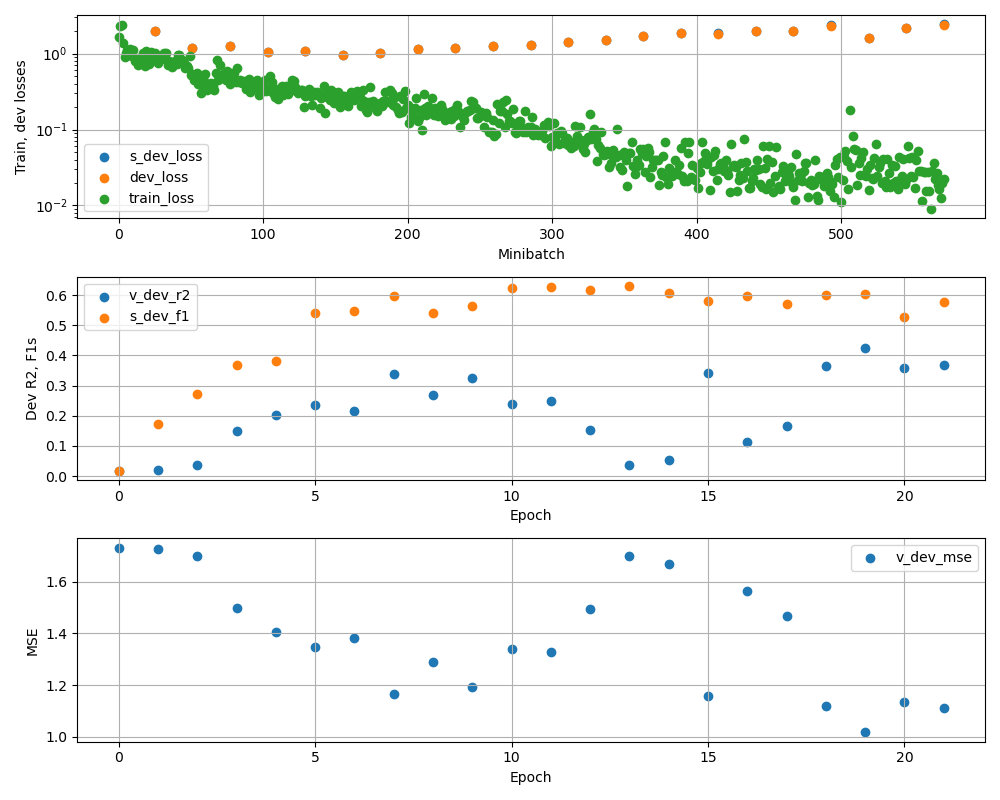 Train, dev losses
10⁰
10⁻¹
10⁻²
s_dev_loss
dev_loss
train_loss
0 100 200 300 400 500
Minibatch
Dev R2, F1s
0.6
0.5
0.4
0.3
0.2
0.1
0.0
v_dev_r2
s_dev_f1
0 5 10 15 20
Epoch
MSE
1.6
1.4
1.2
1.0
v_dev_mse
0 5 10 15 20
Epoch